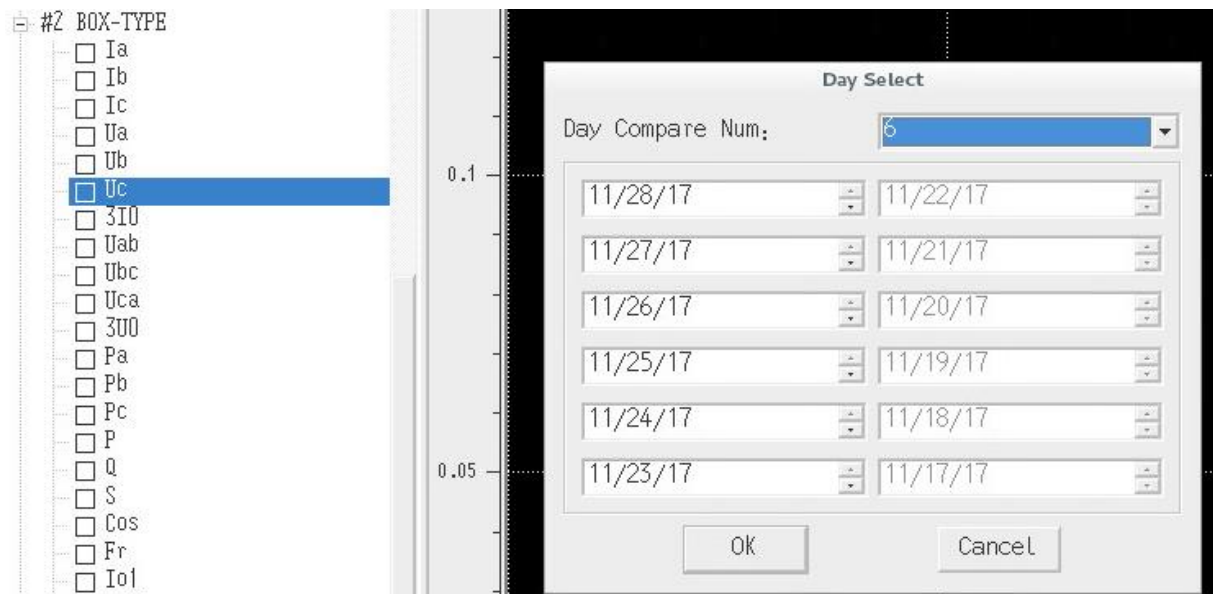 #2 BOX-TYPE
Ia
Ib
Ic
Ua
Ub
Uc
3I0
Uab
Ubc
Uca
3U0
Pa
Pb
Pc
P
Q
S
Cos
Fr
Io1
0.1
0.05
Day Select
Day Compare Num: 6
11/28/17 11/22/17
11/27/17 11/21/17
11/26/17 11/20/17
11/25/17 11/19/17
11/24/17 11/18/17
11/23/17 11/17/17
OK Cancel